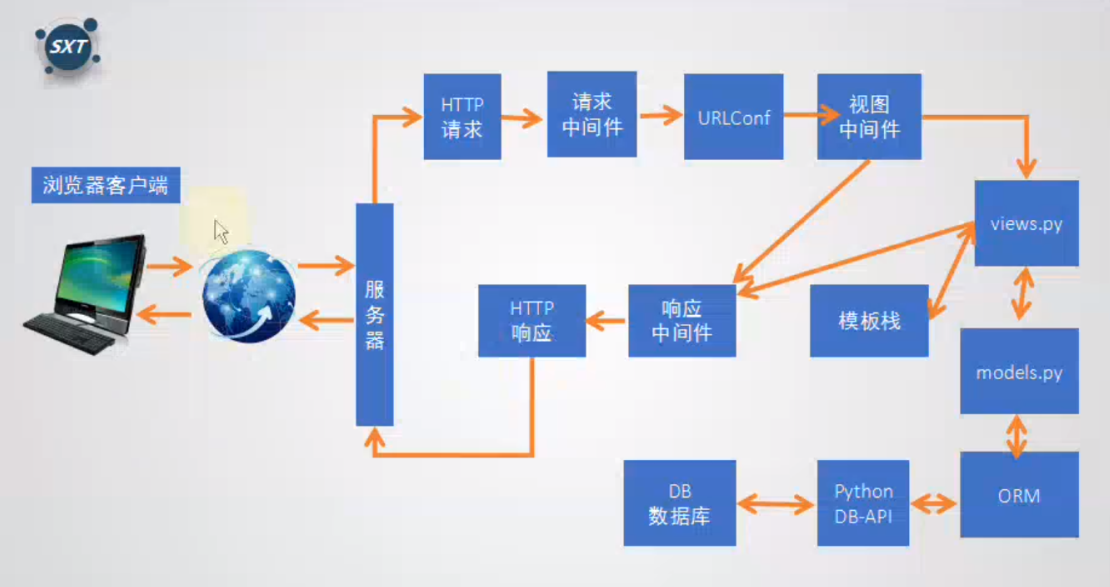 SXT
浏览器客户端
服
务
器
HTTP
请求
请求
中间件
URLConf
视图
中间件
views.py
HTTP
响应
响应
中间件
模板栈
models.py
DB
数据库
Python
DB-API
ORM